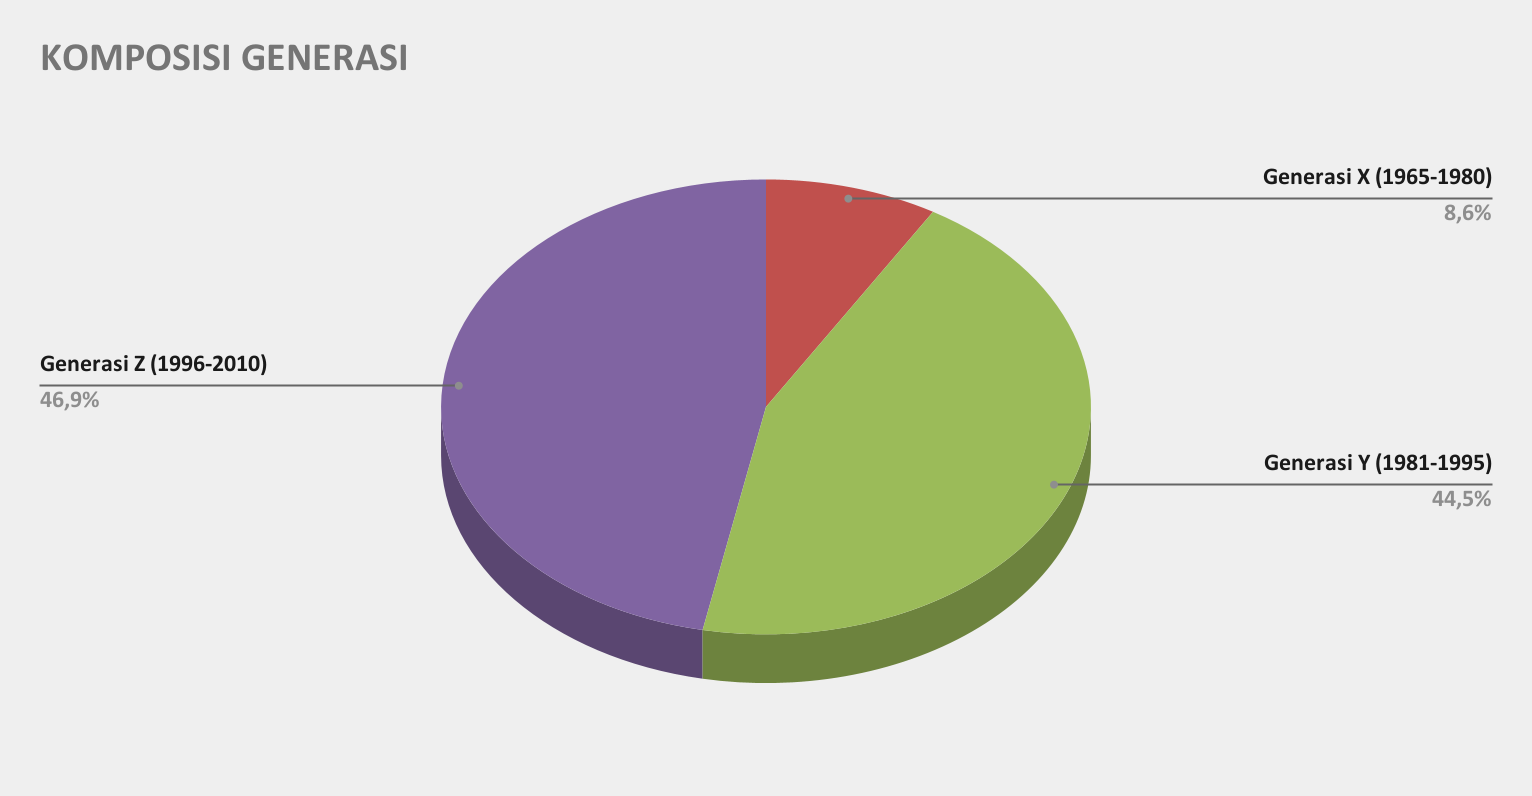 KOMPOSISI GENERASI
Generasi X (1965-1980)
8,6%
Generasi Z (1996-2010)
46,9%
Generasi Y (1981-1995)
44,5%